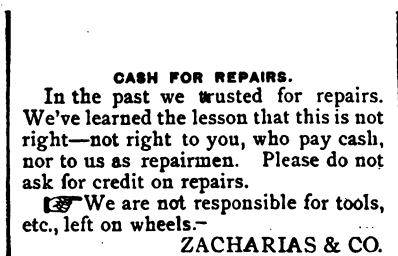 CASH FOR REPAIRS.
In the past we trusted for repairs.
We've learned the lesson that this is not
right—not right to you, who pay cash,
nor to us as repairmen. Please do not
ask for credit on repairs.
☞We are not responsible for tools,
etc., left on wheels.–
ZACHARIAS & CO.